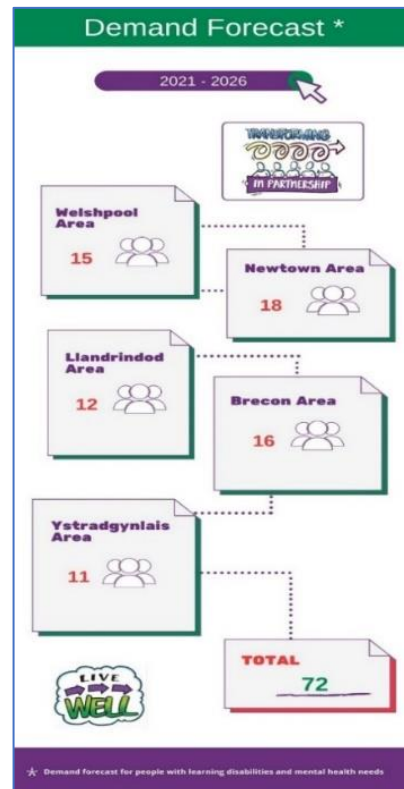 Demand Forecast *
2021 - 2026
TRANSFORMING
IN PARTNERSHIP
Welshpool
Area
15
Newtown Area
18
Llandrindod
Area
12
Brecon Area
16
Ystradgynlais
Area
11
TOTAL
72
LIVE
WELL
* Demand forecast for people with learning disabilities and mental health needs